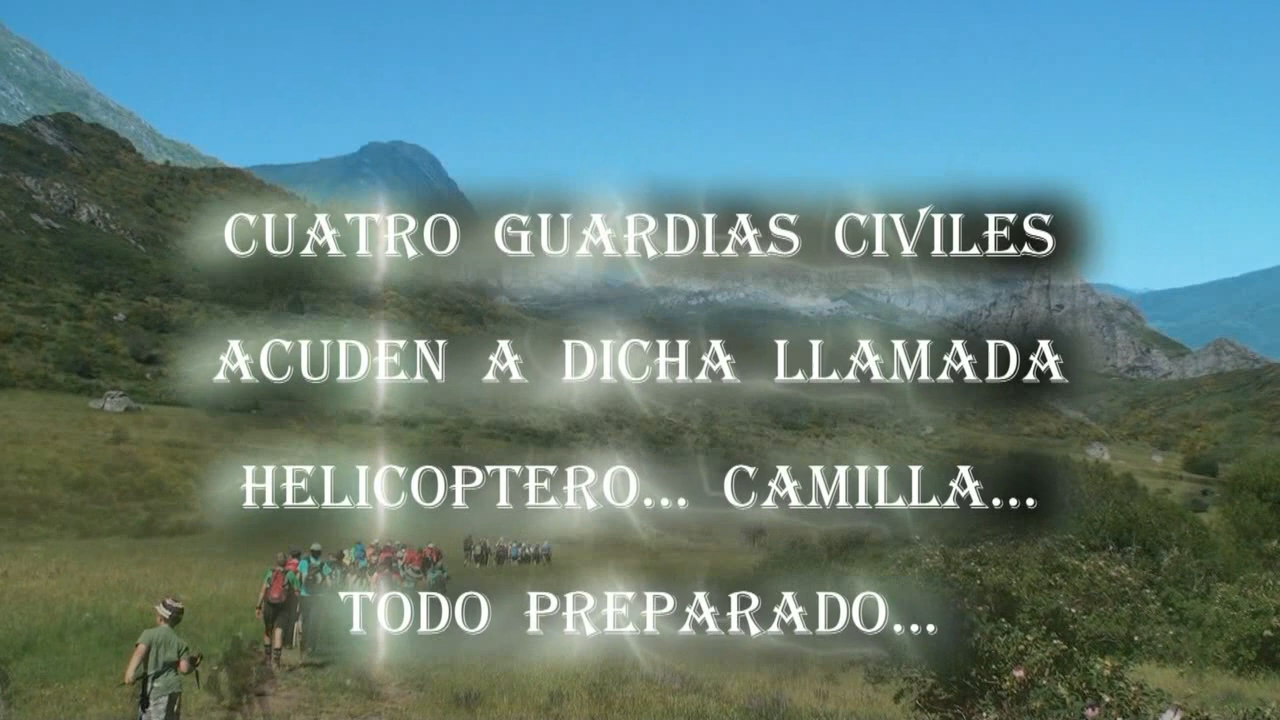 CUATRO GUARDIAS CIVILES
ACUDEN A DICHA LLAMADA
HELICOPTERO... CAMILLA...
TODO PREPARADO...